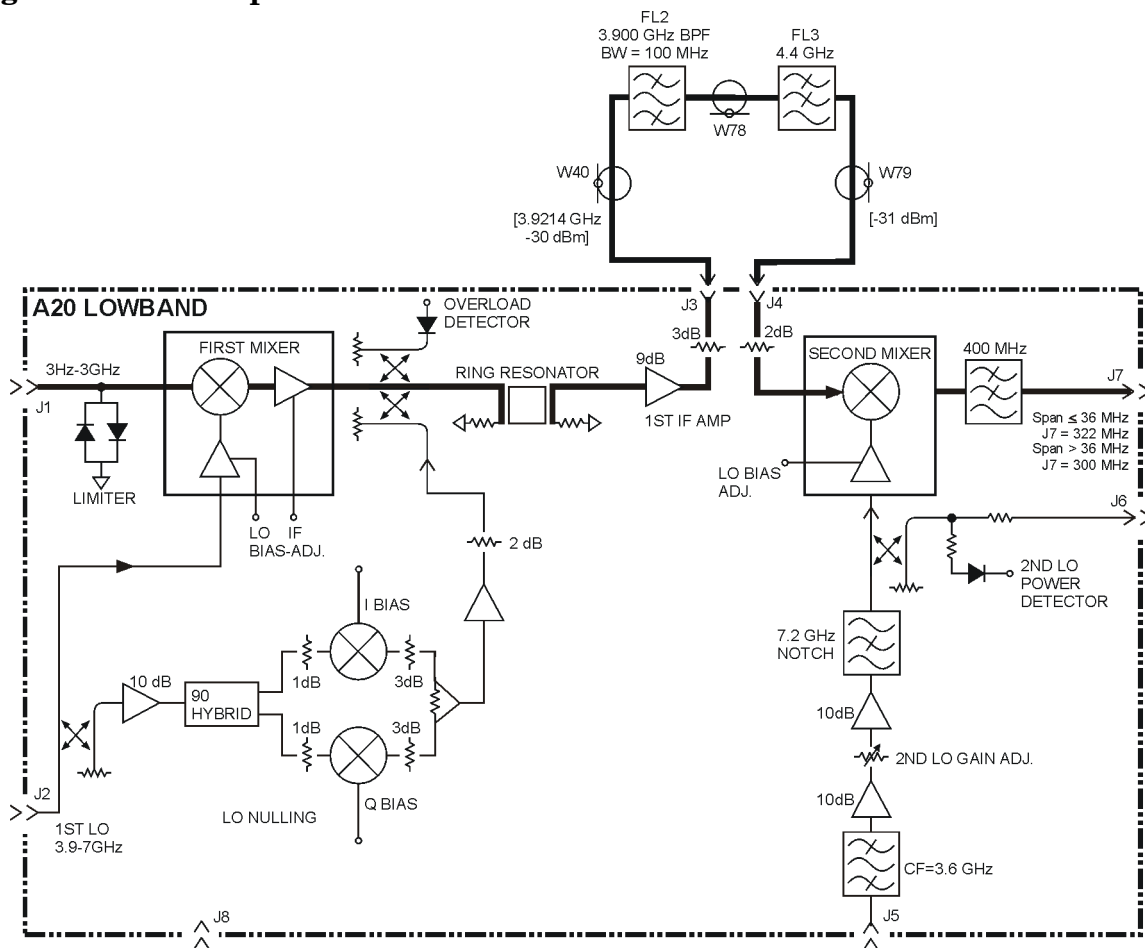 FL2
3.900 GHz BPF
BW = 100 MHz
FL3
4.4 GHz
W78
W40
W79
[3.9214 GHz
-30 dBm]
[-31 dBm]
A20 LOWBAND
OVERLOAD
DETECTOR
J3
J4
3dB
2dB
FIRST MIXER
SECOND MIXER
400 MHz
3Hz-3GHz
RING RESONATOR
9dB
J7
J1
1ST IF AMP
Span ≤ 36 MHz
J7 = 322 MHz
Span > 36 MHz
J7 = 300 MHz
LO BIAS
ADJ.
LIMITER
J6
LO IF
BIAS-ADJ.
2 dB
2ND LO
POWER
DETECTOR
I BIAS
7.2 GHz
NOTCH
10 dB
1dB
3dB
90
HYBRID
10dB
1dB
3dB
2ND LO GAIN ADJ.
J2
Q BIAS
10dB
LO NULLING
1ST LO
3.9-7GHz
CF=3.6 GHz
J8
J5